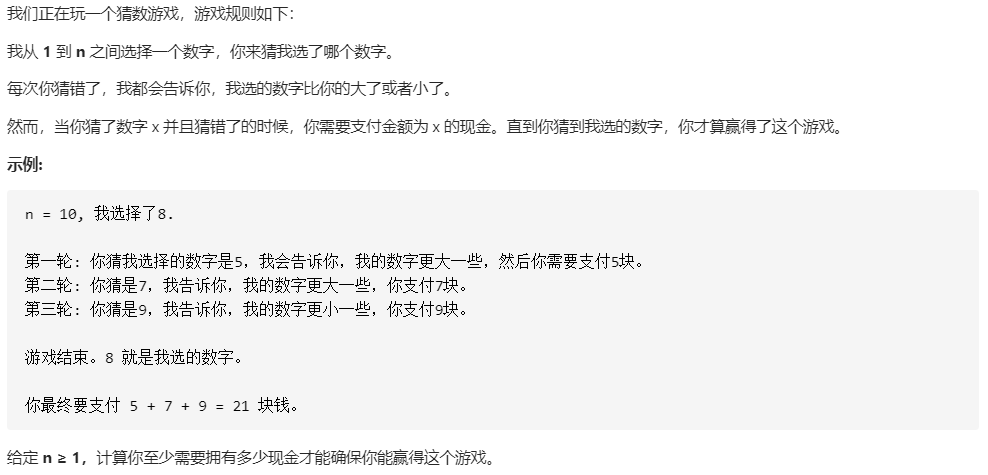 我们正在玩一个猜数游戏，游戏规则如下：
我从 1 到 n 之间选择一个数字，你来猜我选了哪个数字。
每次你猜错了，我都会告诉你，我选的数字比你的大了或者小了。
然而，当你猜了数字 x 并且猜错了的时候，你需要支付金额为 x 的现金。直到你猜到我选的数字，你才算赢得了这个游戏。
示例:
n = 10, 我选择了8.
第一轮: 你猜我选择的数字是5，我会告诉你，我的数字更大一些，然后你需要支付5块。
第二轮: 你猜是7，我告诉你，我的数字更大一些，你支付7块。
第三轮: 你猜是9，我告诉你，我的数字更小一些，你支付9块。
游戏结束。8 就是我选的数字。
你最终要支付 5 + 7 + 9 = 21 块钱。
给定 n ≥ 1，计算你至少需要拥有多少现金才能确保你能赢得这个游戏。